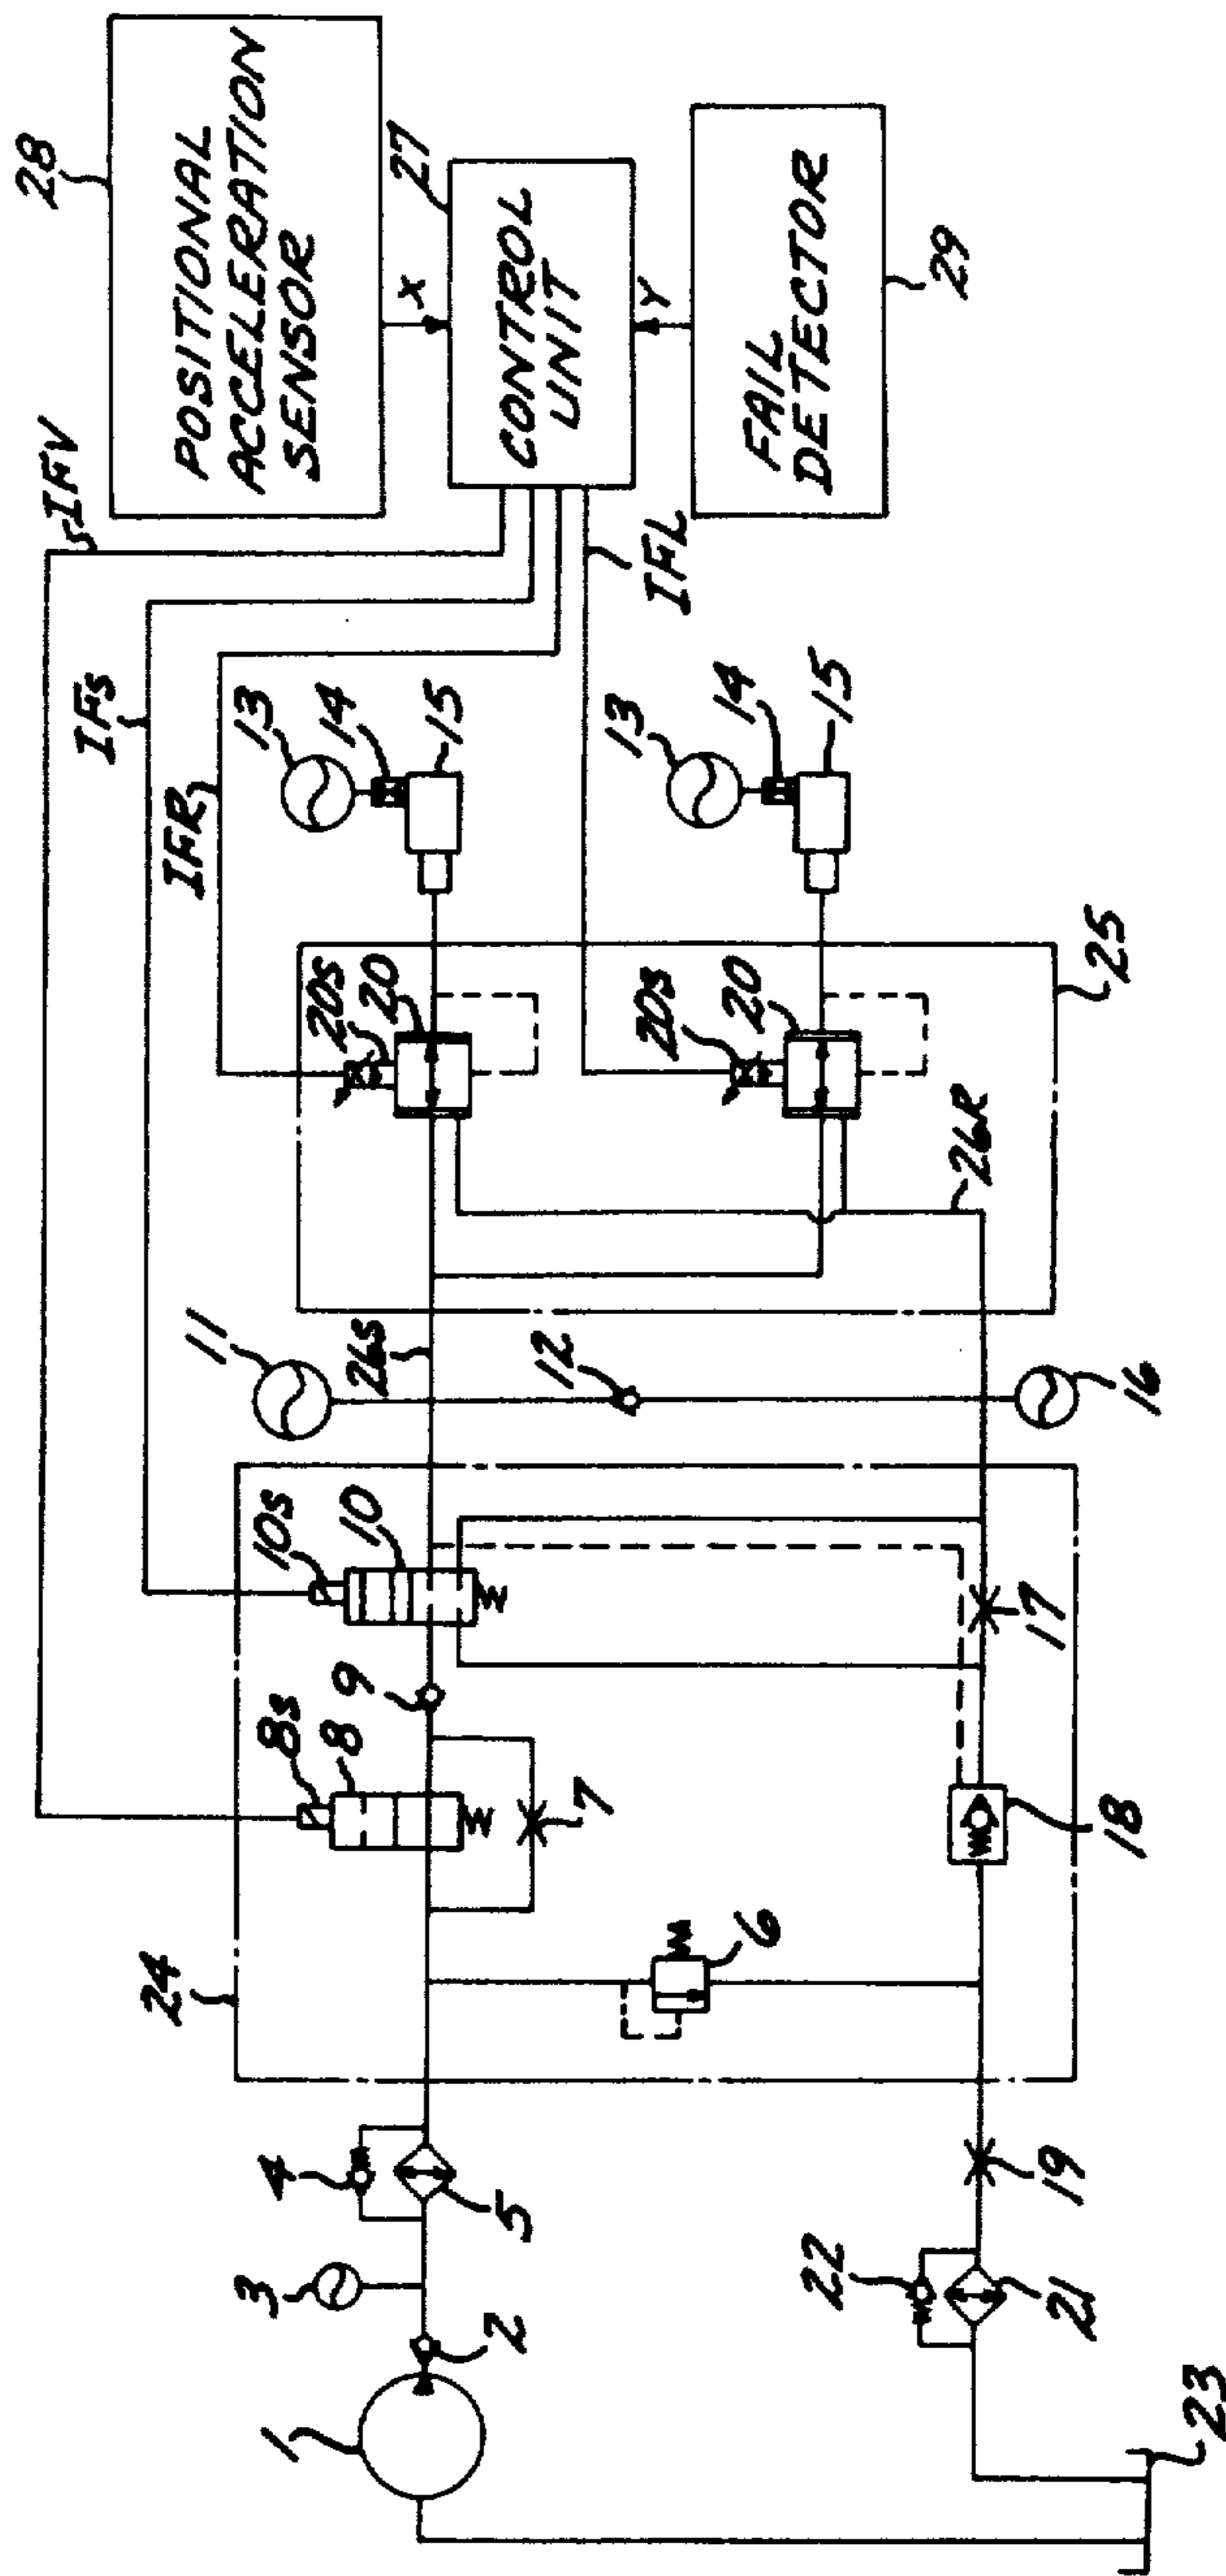 28
POSITIONAL
ACCELERATION
SENSOR
X
27
CONTROL
UNIT
Y
FAIL
DETECTOR
29
IFV
IFS
IFR
IFL
13
14
15
13
14
15
20S
20
20S
20
25
26R
11
26S
12
16
10S
10
9
8S
8
7
17
18
24
6
4
5
3
2
1
19
22
21
23